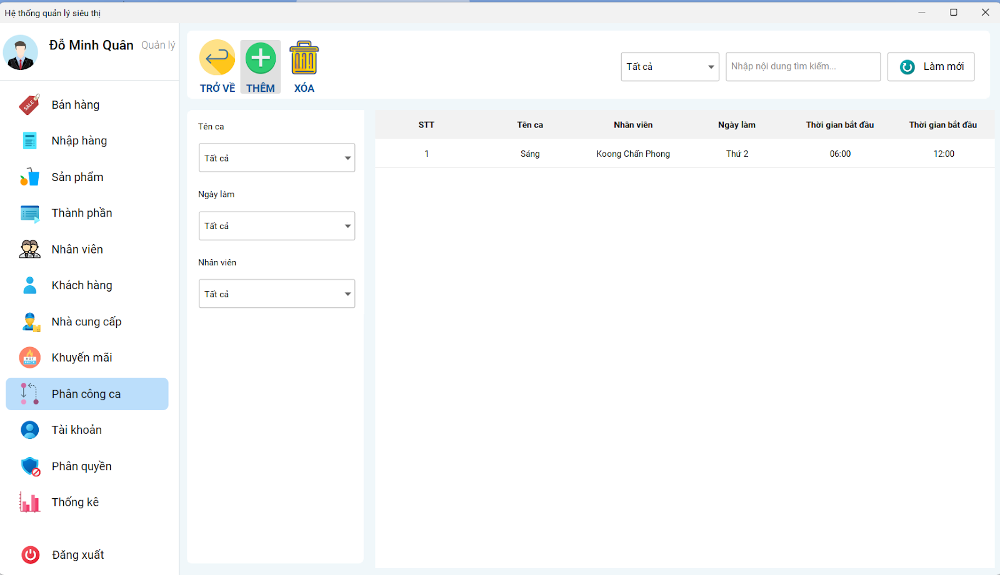 Hệ thống quản lý siêu thị
Đỗ Minh Quân Quản lý
Bán hàng
Nhập hàng
Sản phẩm
Thành phần
Nhân viên
Khách hàng
Nhà cung cấp
Khuyến mãi
Phân công ca
Tài khoản
Phân quyền
Thống kê
Đăng xuất
TRỞ VỀ THÊM XÓA
Tất cả Nhập nội dung tìm kiếm... Làm mới
Tên ca
Tất cả
Ngày làm
Tất cả
Nhân viên
Tất cả
STT Tên ca Nhân viên Ngày làm Thời gian bắt đầu Thời gian bắt đầu
1 Sáng Koong Chấn Phong Thứ 2 06:00 12:00
SALE
HOT
PRICE